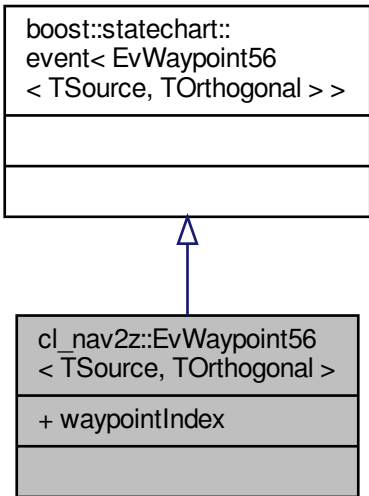 boost::statechart::
event< EvWaypoint56
< TSource, TOrthogonal > >
cl_nav2z::EvWaypoint56
< TSource, TOrthogonal >
+ waypointIndex